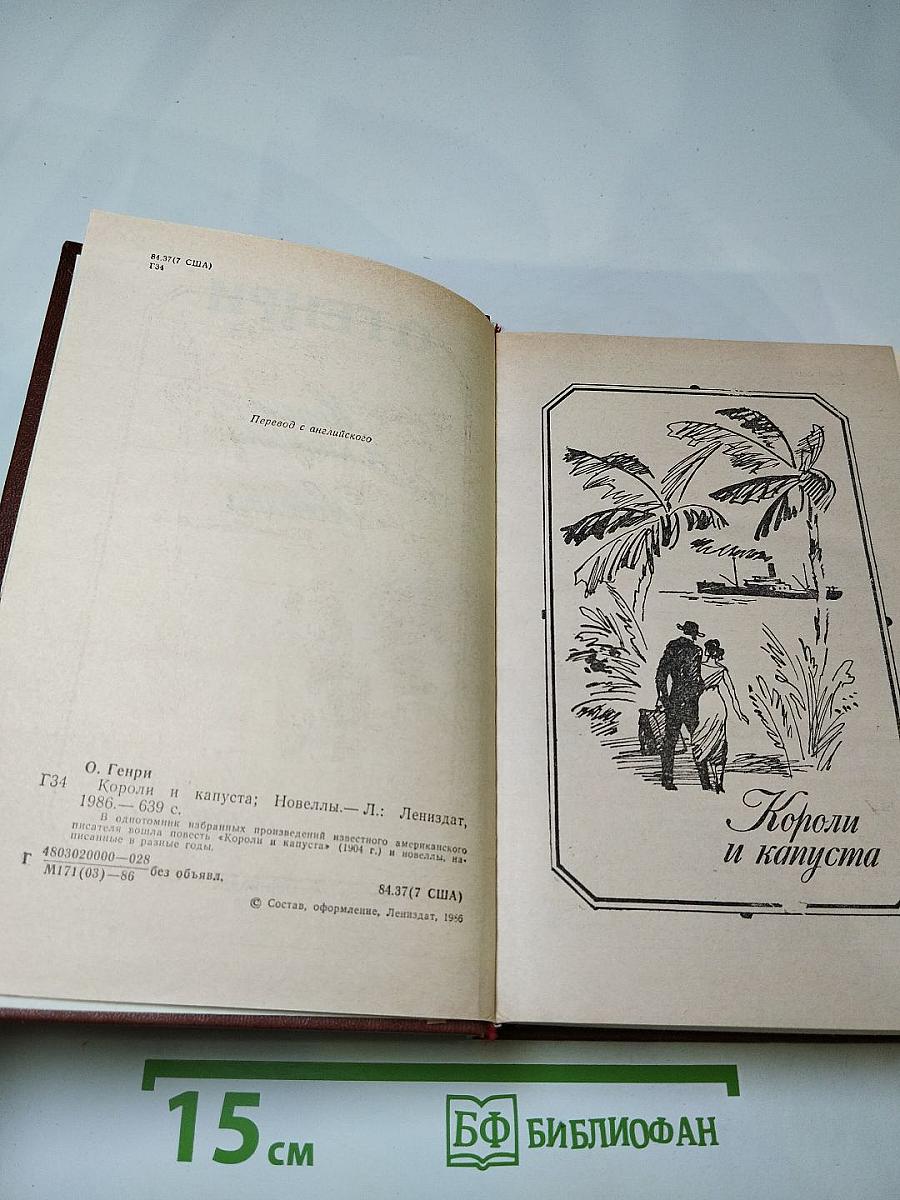 84.37(7 США)
Г34
Перевод с английского
О. Генри
Г34 Короли и капуста; Новеллы.— Л.: Лениздат,
1986.— 639 с.
В однотомник избранных произведений известного американского
писателя вошла повесть «Короли и капуста» (1904 г.) и новеллы, на-
писанные в разные годы.
Г 4803020000—028
М171(03)—86 без объявл.
84.37(7 США)
© Состав, оформление, Лениздат, 1986
Короли
и капуста
15 см
БФ БИБЛИОФАН